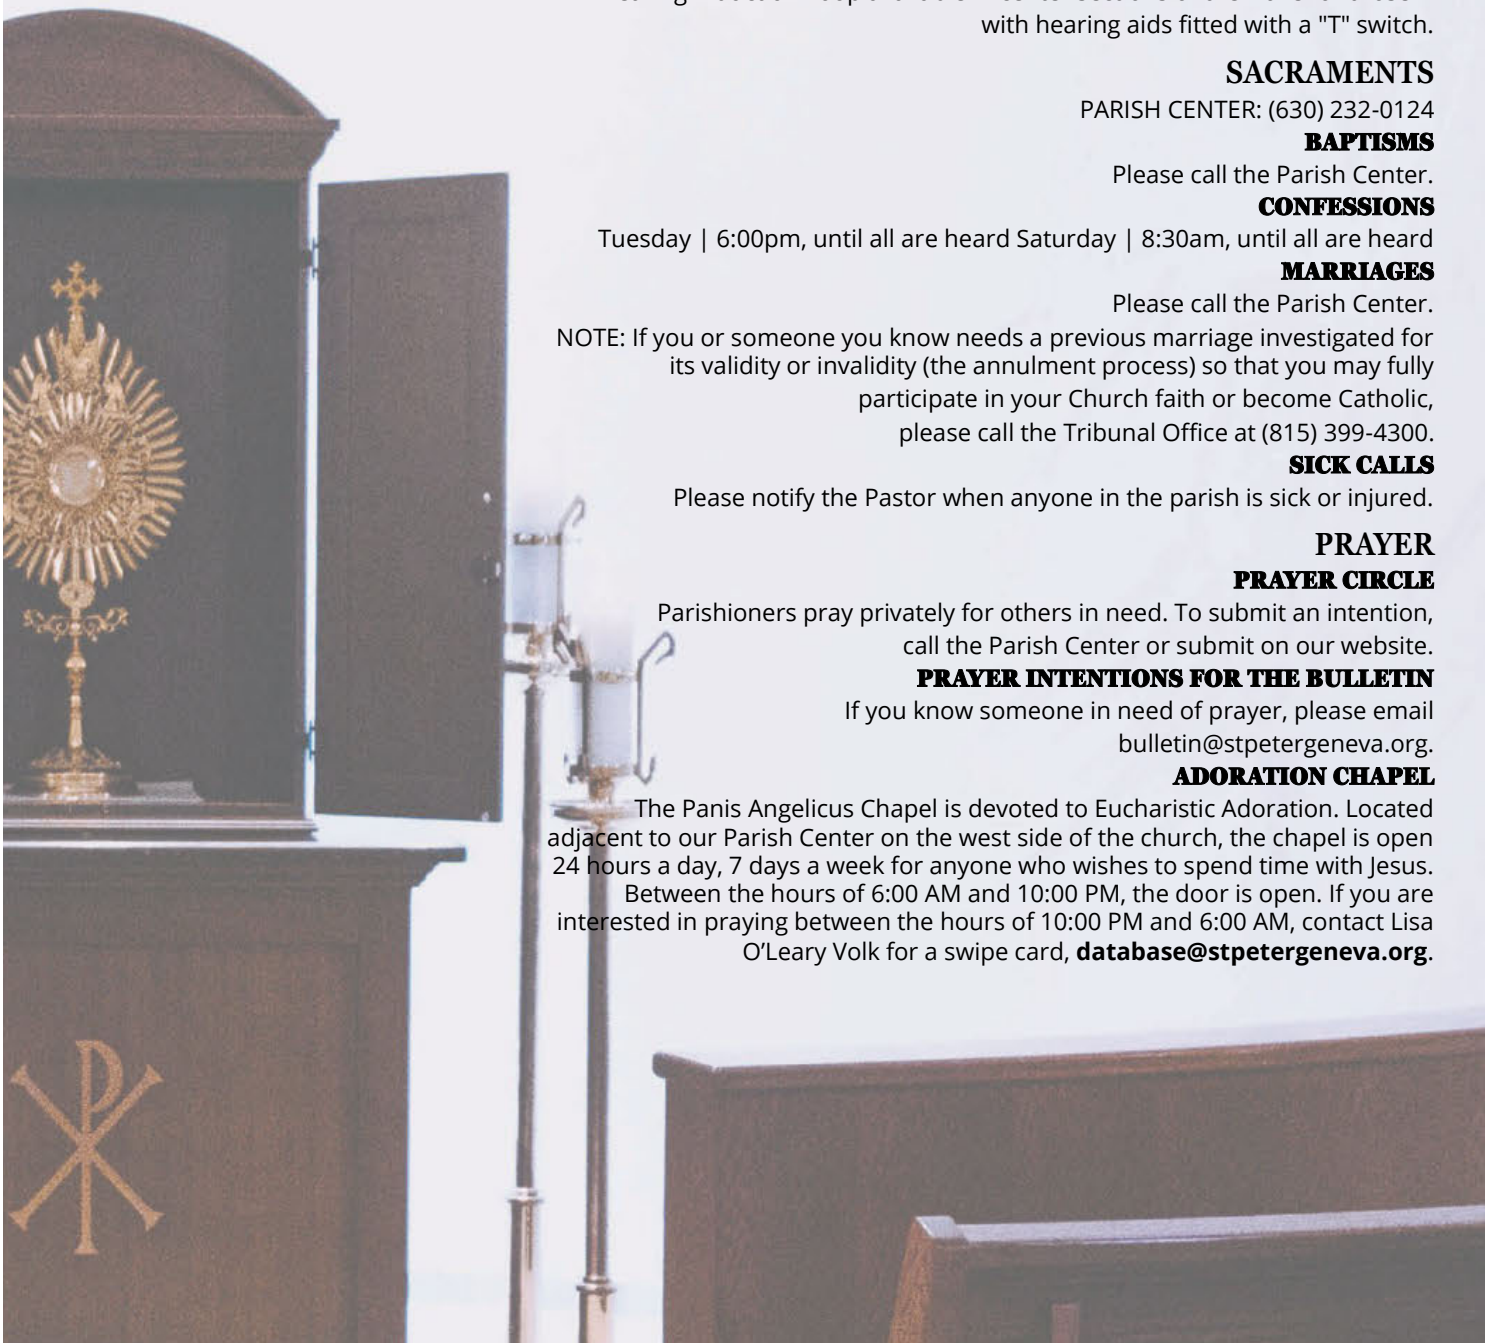 with hearing aids fitted with a "T" switch.
SACRAMENTS
PARISH CENTER: (630) 232-0124
BAPTISMS
Please call the Parish Center.
CONFESSIONS
Tuesday | 6:00pm, until all are heard Saturday | 8:30am, until all are heard
MARRIAGES
Please call the Parish Center.
NOTE: If you or someone you know needs a previous marriage investigated for
its validity or invalidity (the annulment process) so that you may fully
participate in your Church faith or become Catholic,
please call the Tribunal Office at (815) 399-4300.
SICK CALLS
Please notify the Pastor when anyone in the parish is sick or injured.
PRAYER
PRAYER CIRCLE
Parishioners pray privately for others in need. To submit an intention,
call the Parish Center or submit on our website.
PRAYER INTENTIONS FOR THE BULLETIN
If you know someone in need of prayer, please email
bulletin@stpetergeneva.org.
ADORATION CHAPEL
The Panis Angelicus Chapel is devoted to Eucharistic Adoration. Located
adjacent to our Parish Center on the west side of the church, the chapel is open
24 hours a day, 7 days a week for anyone who wishes to spend time with Jesus.
Between the hours of 6:00 AM and 10:00 PM, the door is open. If you are
interested in praying between the hours of 10:00 PM and 6:00 AM, contact Lisa
O’Leary Volk for a swipe card, database@stpetergeneva.org.